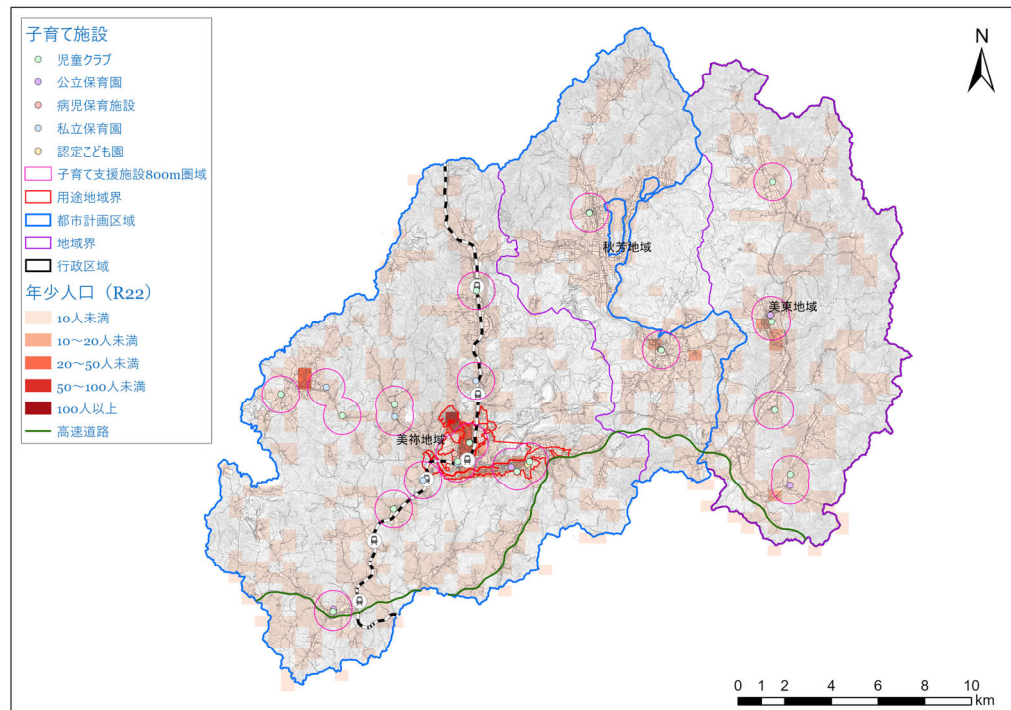 子育て施設
児童クラブ
公立保育園
病児保育施設
私立保育園
認定こども園
子育て支援施設800m圏域
用途地域界
都市計画区域
地域界
行政区域
年少人口（R22）
10人未満
10～20人未満
20～50人未満
50～100人未満
100人以上
高速道路
N
秋芳地域
美東地域
美祢地域
0 1 2 4 6 8 10
km